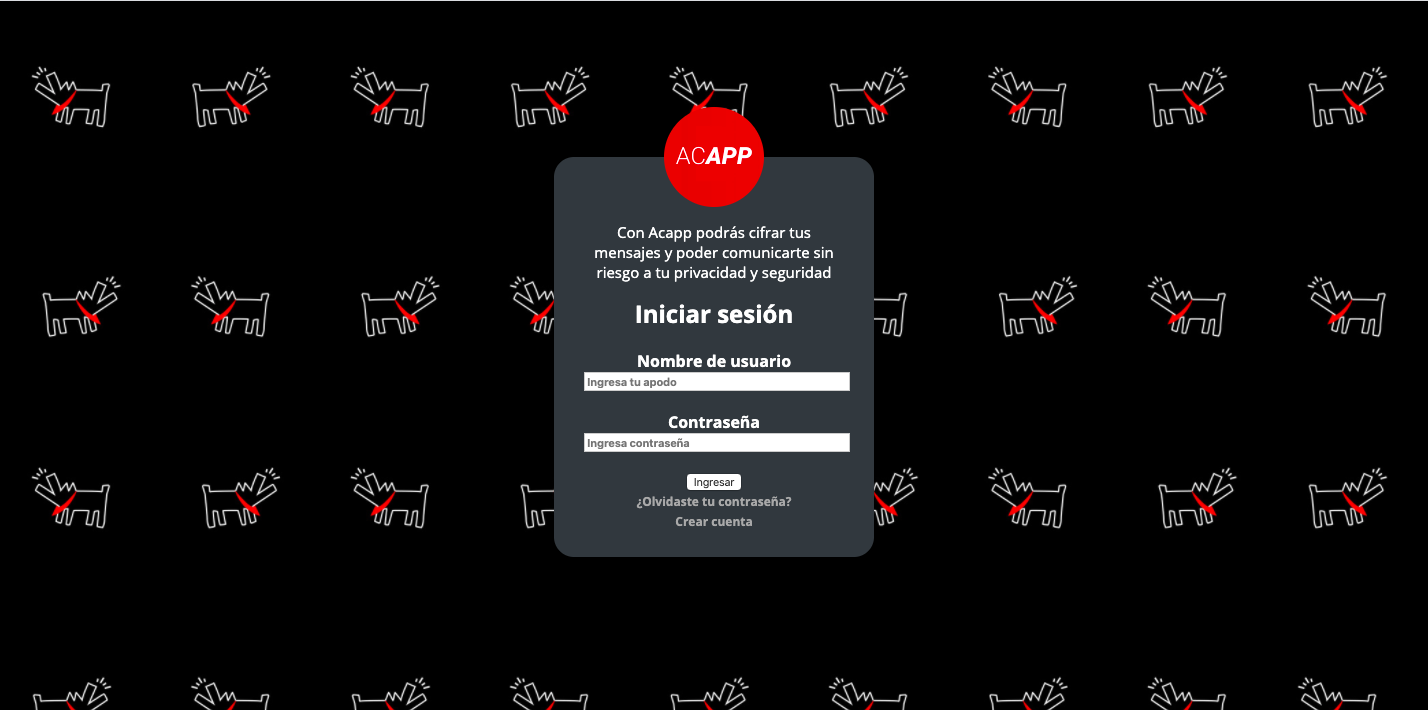 ACAPP
Con Acapp podrás cifrar tus
mensajes y poder comunicarte sin
riesgo a tu privacidad y seguridad
Iniciar sesión
Nombre de usuario
Ingresa tu apodo
Contraseña
Ingresa contraseña
Ingresar
¿Olvidaste tu contraseña?
Crear cuenta